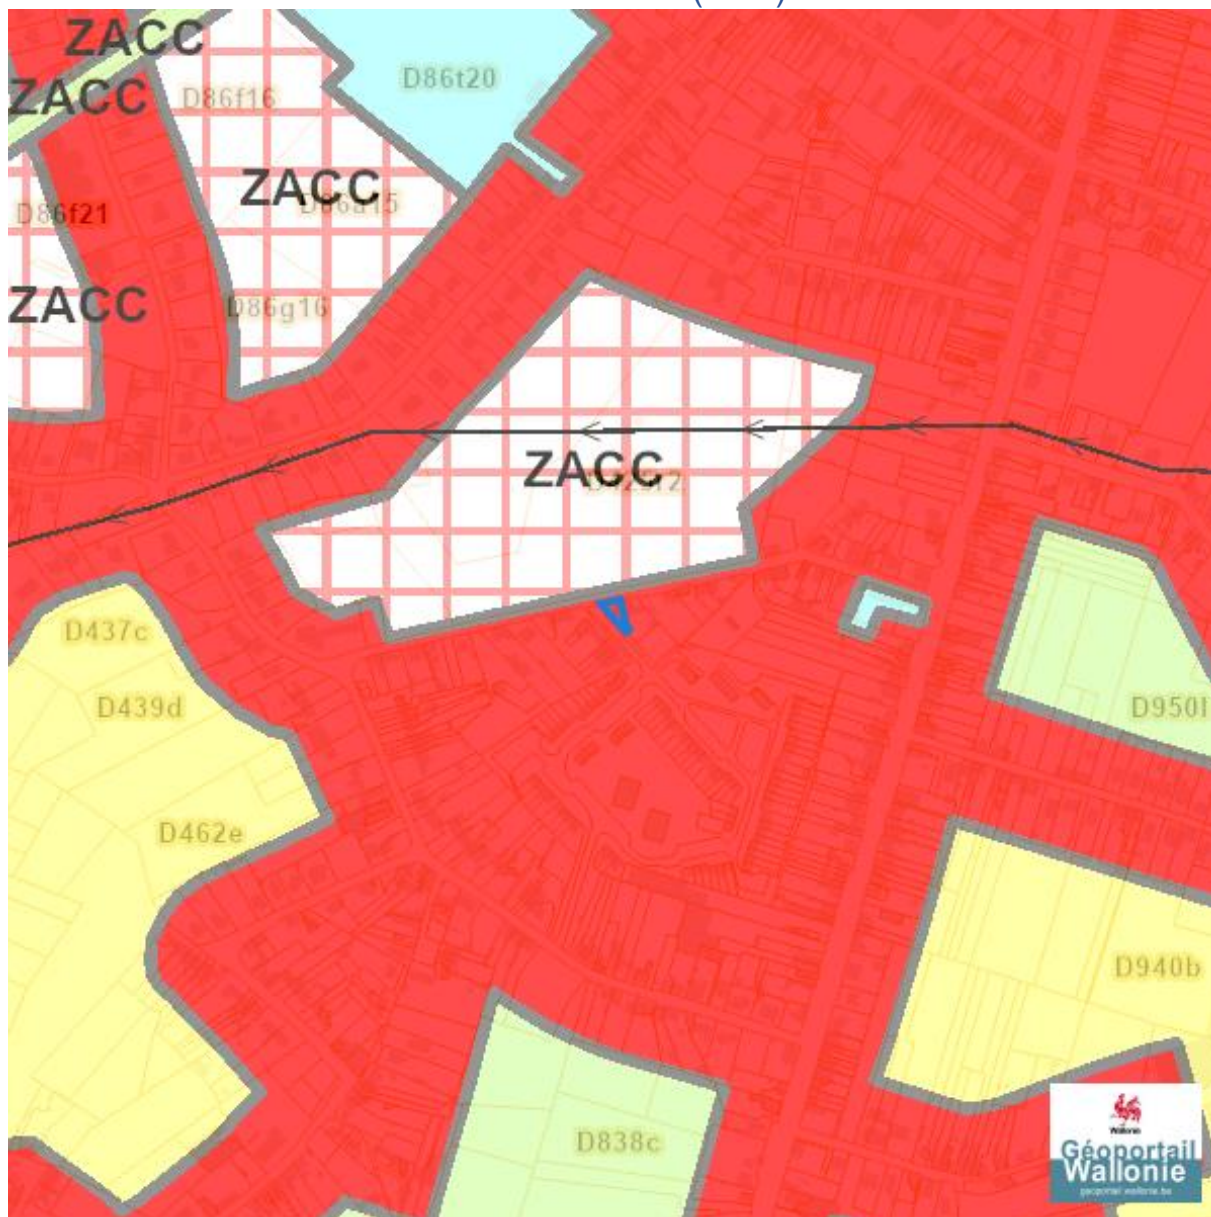 ZACC
D86t20
ZACC
D86f16
ZACC
D86f21
ZACC
D86g16
ZACC
D437c
D439d
D950l
D462e
D940b
D838c
Wallonie
Géoportail
Wallonie
geoportail.wallonie.be